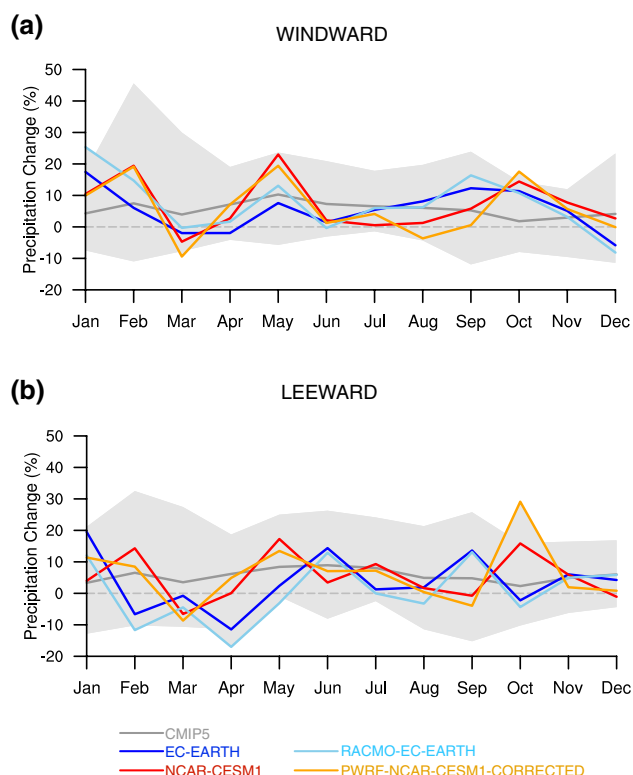 (a)
WINDWARD
Precipitation Change (%)
50
40
30
20
10
0
-10
-20
Jan Feb Mar Apr May Jun Jul Aug Sep Oct Nov Dec
(b)
LEEWARD
Precipitation Change (%)
50
40
30
20
10
0
-10
-20
Jan Feb Mar Apr May Jun Jul Aug Sep Oct Nov Dec
CMIP5
EC-EARTH RACMO-EC-EARTH
NCAR-CESM1 PWRF-NCAR-CESM1-CORRECTED